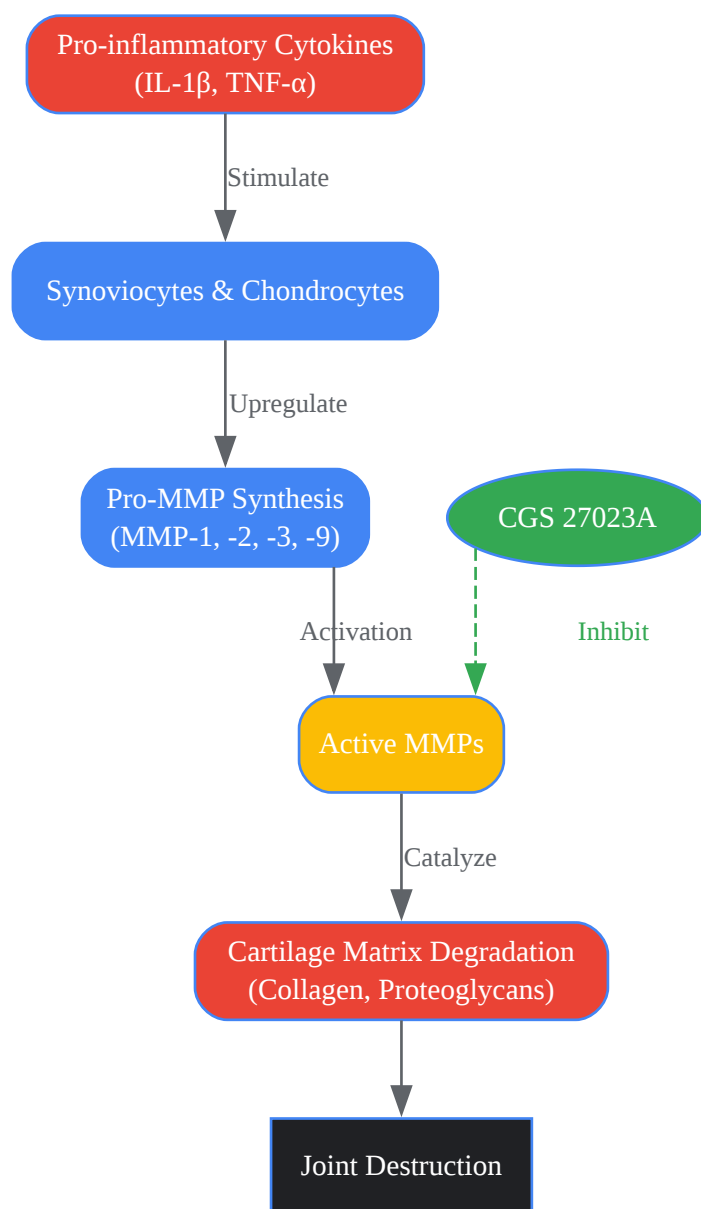 Pro-inflammatory Cytokines
(IL-1β, TNF-α)
Stimulate
Synoviocytes & Chondrocytes
Upregulate
Pro-MMP Synthesis
(MMP-1, -2, -3, -9)
CGS 27023A
Activation
Inhibit
Active MMPs
Catalyze
Cartilage Matrix Degradation
(Collagen, Proteoglycans)
Joint Destruction